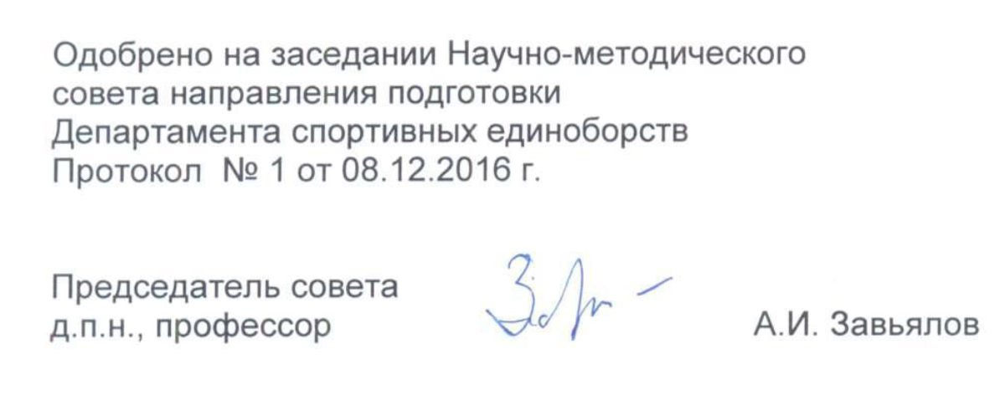 Одобрено на заседании Научно-методического
совета направления подготовки
Департамента спортивных единоборств
Протокол № 1 от 08.12.2016 г.
Председатель совета
д.п.н., профессор А.И. Завьялов